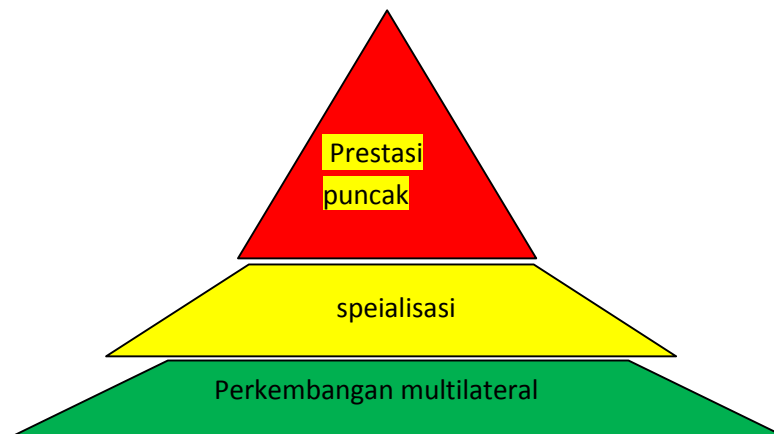 Prestasi
puncak
speialisasi
Perkembangan multilateral